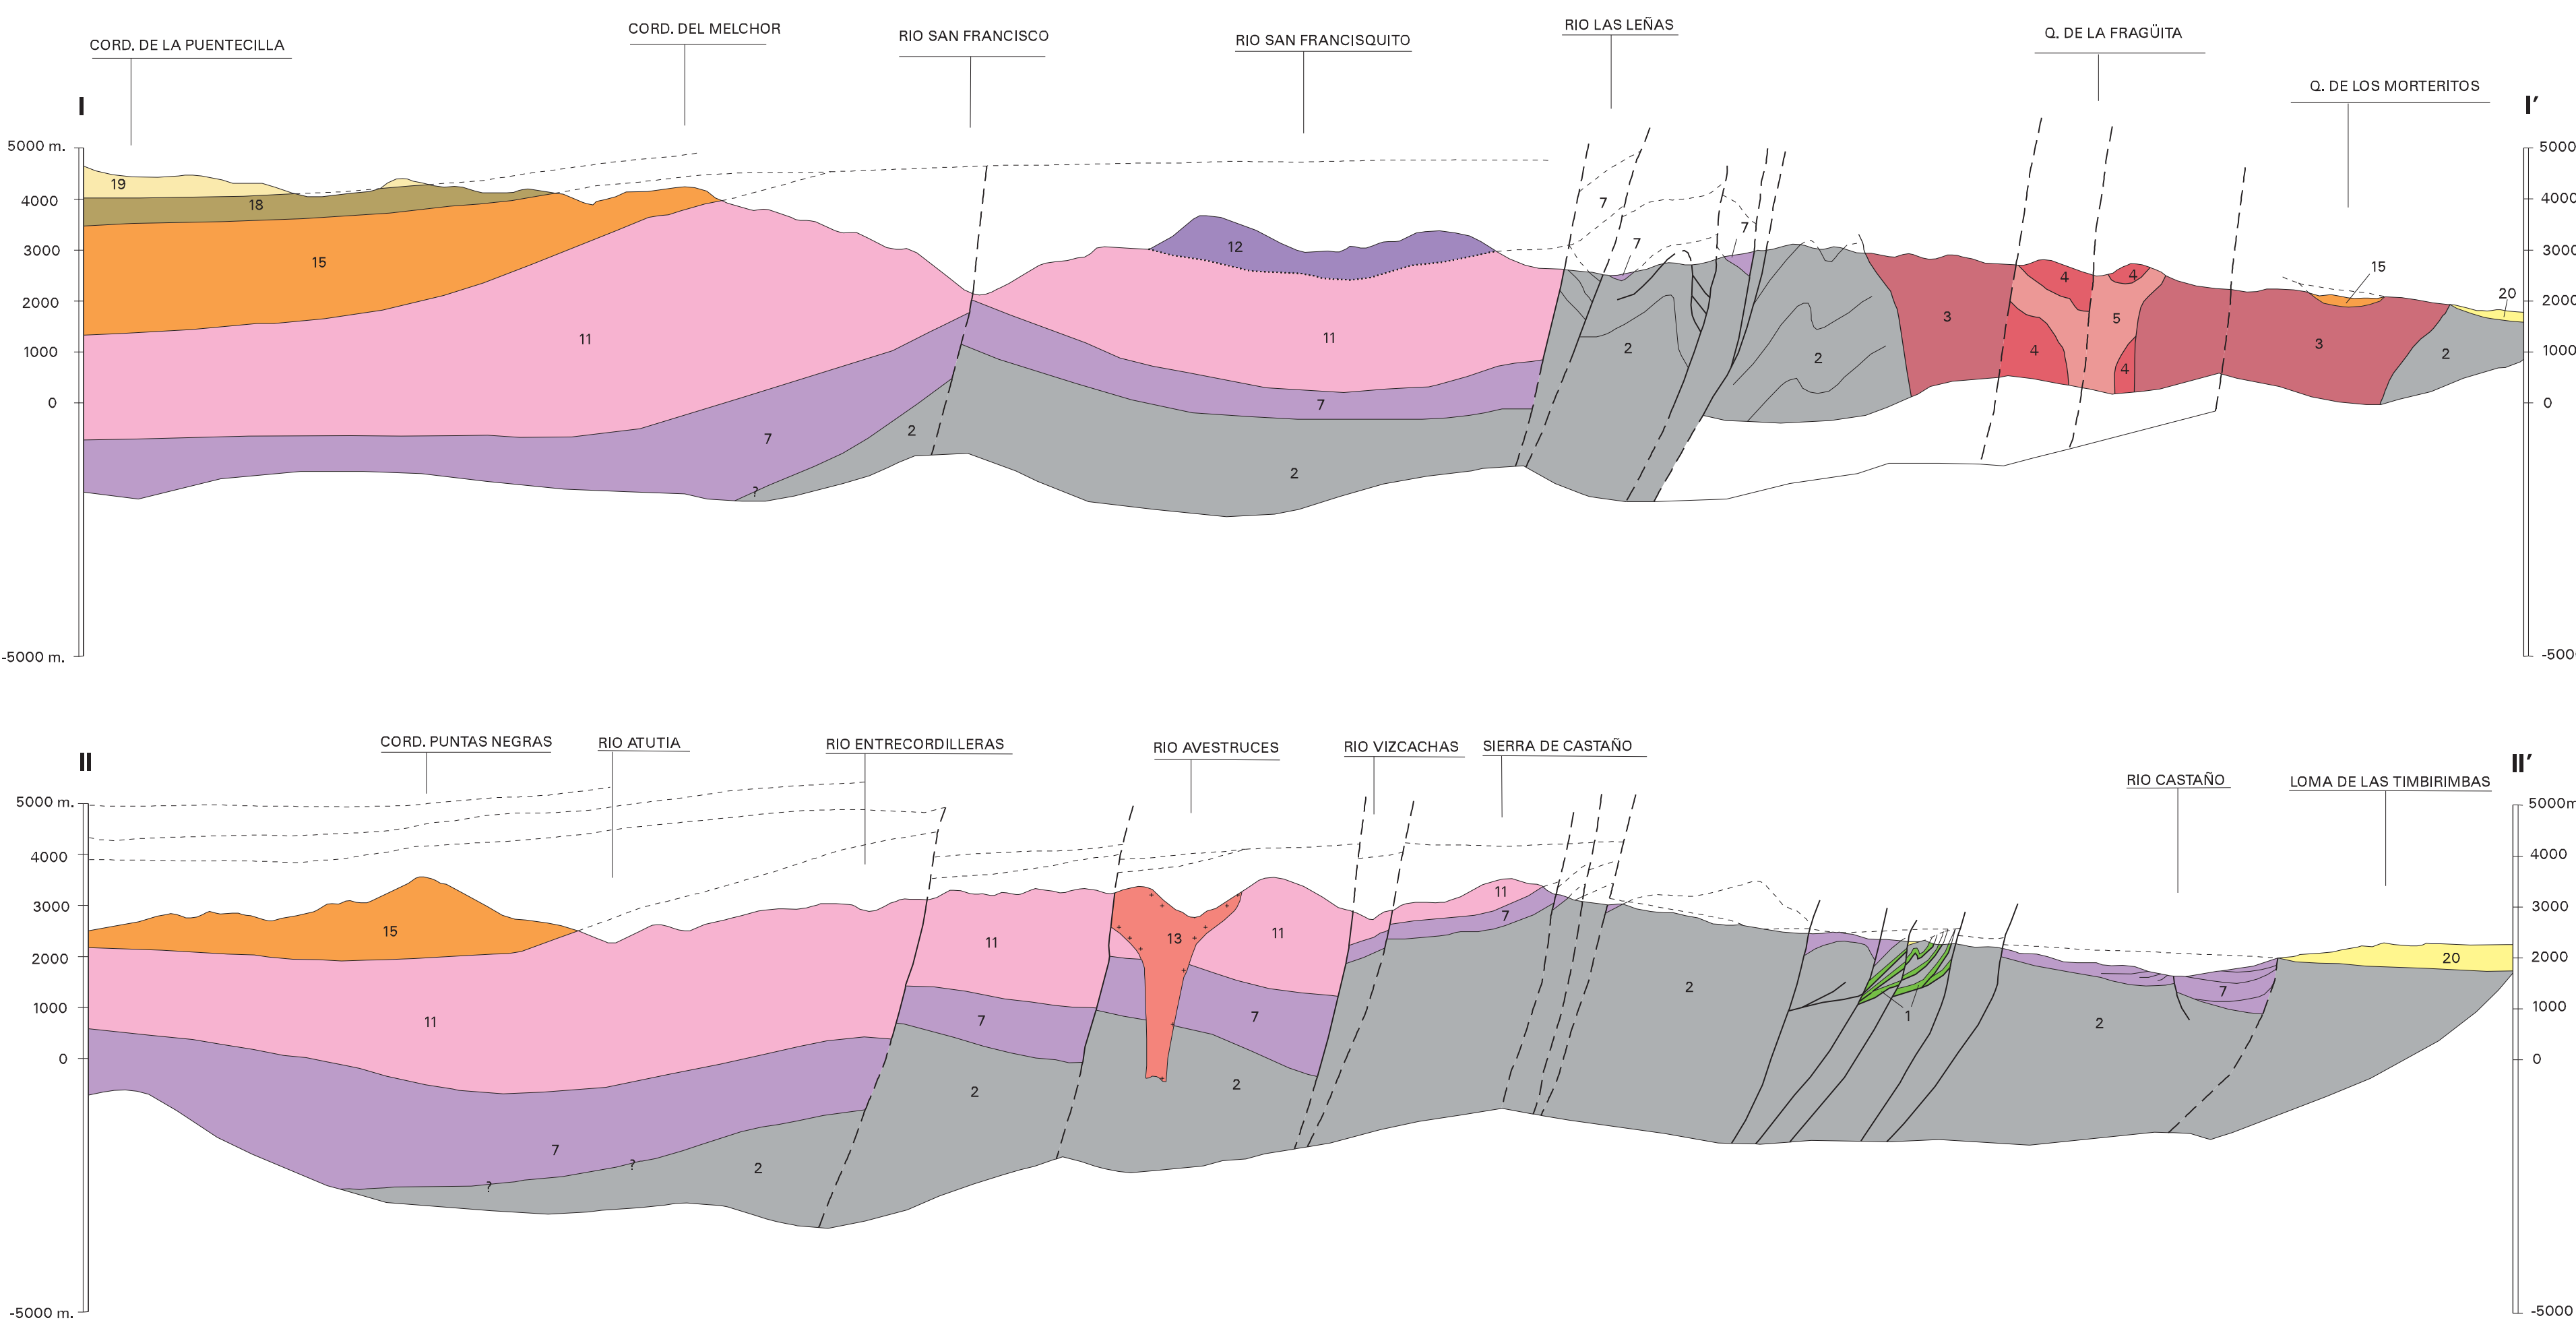 CORD. DE LA PUENTECILLA
CORD. DEL MELCHOR
RIO SAN FRANCISCO
RIO SAN FRANCISQUITO
RIO LAS LEÑAS
Q. DE LA FRAGÜITA
Q. DE LOS MORTERITOS
I
I'
5000 m.
4000
3000
2000
1000
0
-5000 m.
19
18
15
11
7
?
2
12
11
7
2
7
7
7
2
2
3
4
4
5
4
4
3
15
2
20
5000
4000
3000
2000
1000
0
-500
CORD. PUNTAS NEGRAS
RIO ATUTIA
RIO ENTRECORDILLERAS
RIO AVESTRUCES
RIO VIZCACHAS
SIERRA DE CASTAÑO
RIO CASTAÑO
LOMA DE LAS TIMBIRIMBAS
II
II'
5000 m.
4000
3000
2000
1000
0
-5000 m.
15
11
7
?
?
2
11
7
2
13
11
7
2
11
7
2
1
2
7
20
5000m
4000
3000
2000
1000
0
-5000